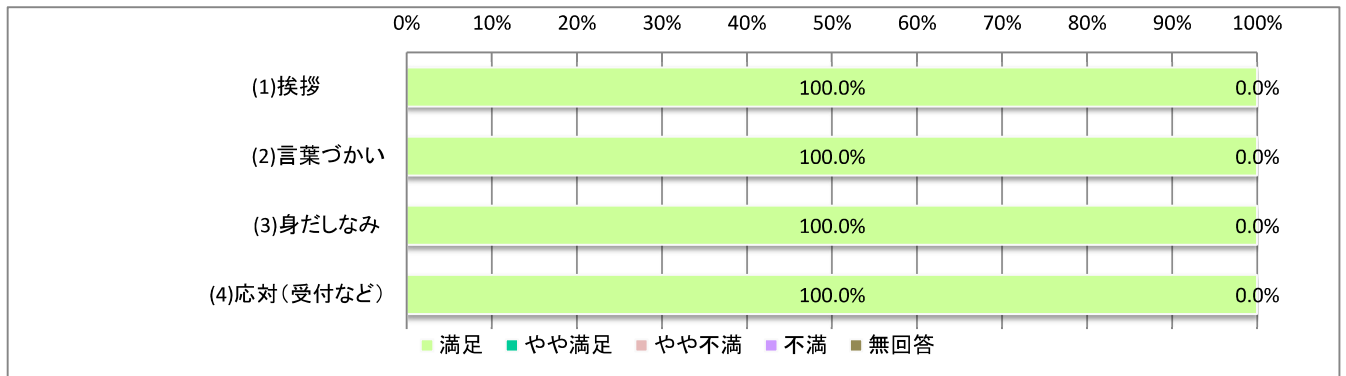 0% 10% 20% 30% 40% 50% 60% 70% 80% 90% 100%
(1)挨拶 100.0% 0.0%
(2)言葉づかい 100.0% 0.0%
(3)身だしなみ 100.0% 0.0%
(4)応対（受付など） 100.0% 0.0%
満足 やや満足 やや不満 不満 無回答